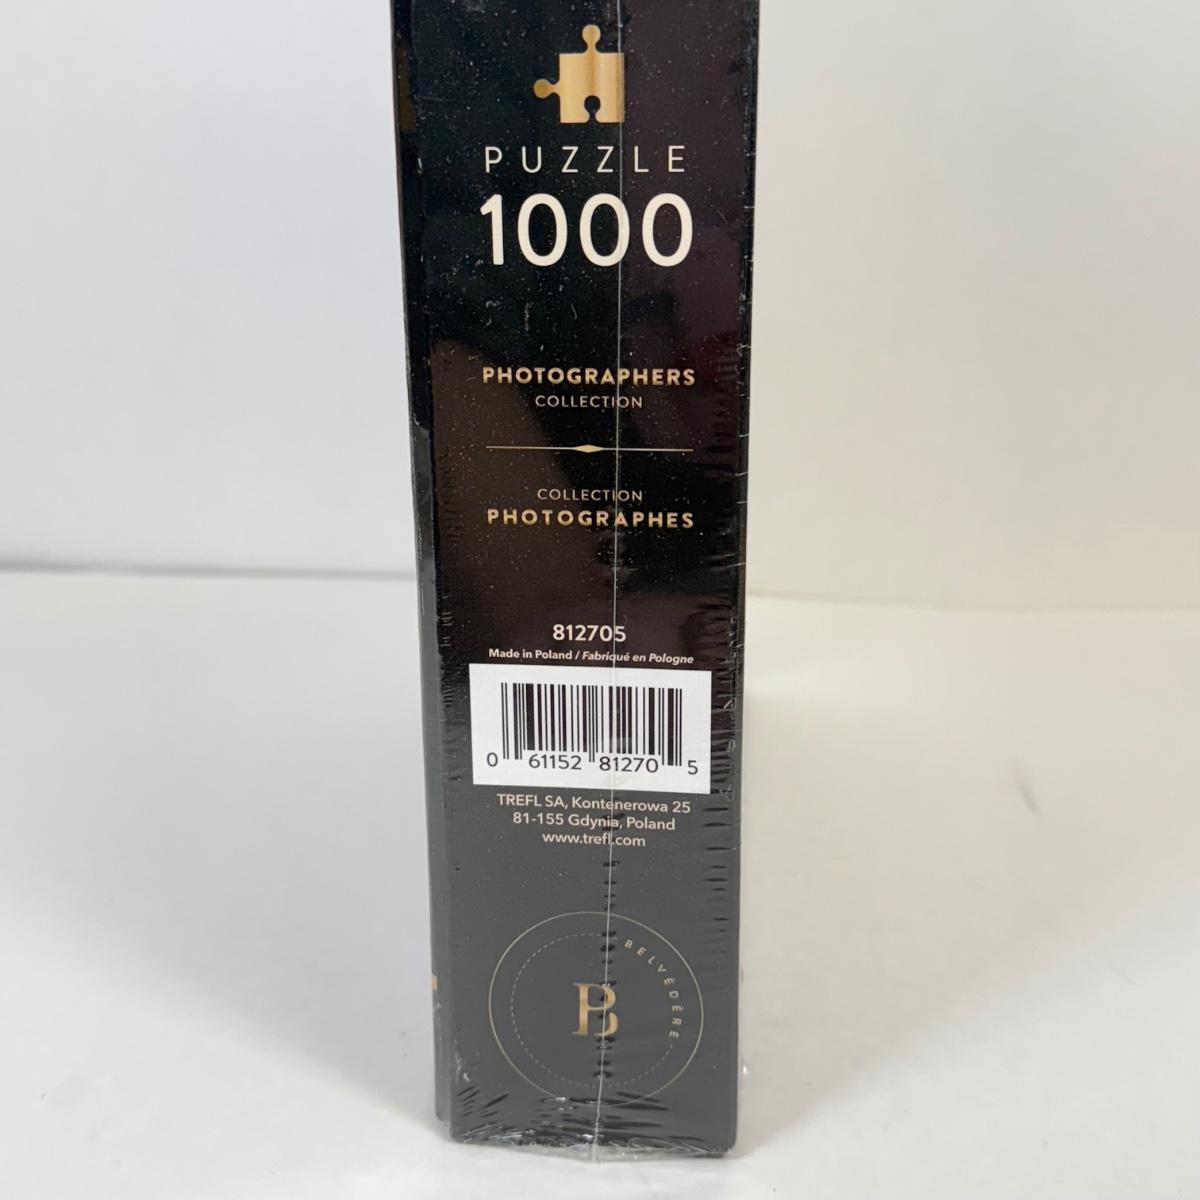 PUZZLE
1000
PHOTOGRAPHERS
COLLECTION
COLLECTION
PHOTOGRAPHES
812705
Made in Poland / Fabriqué en Pologne
0 61152 81270 5
TREFL SA, Kontenerowa 25
81-155 Gdynia, Poland
www.trefl.com
BELVÉDÈRE
B